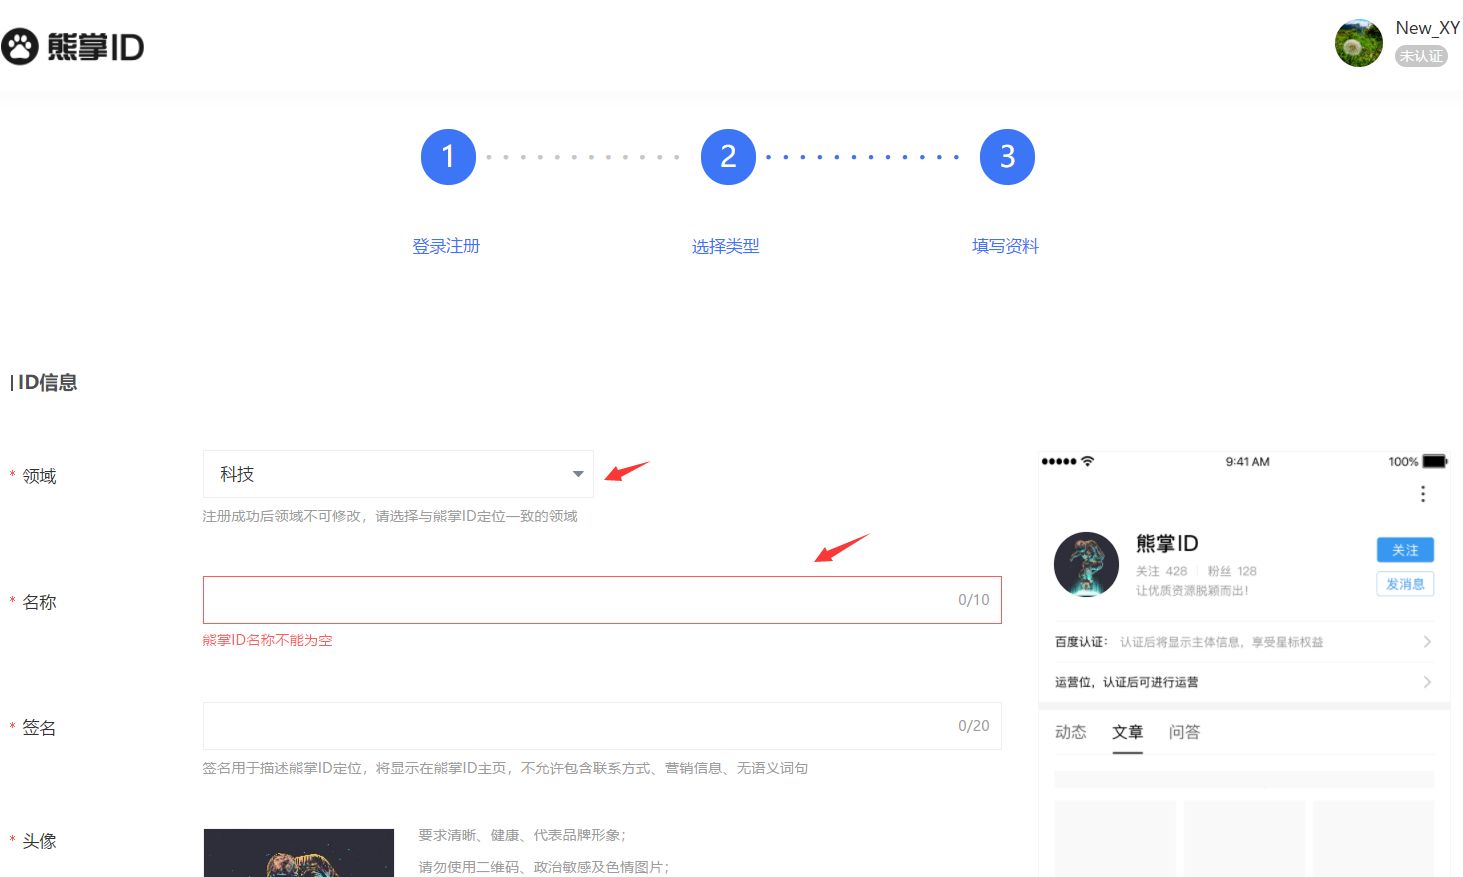 熊掌ID
New_XY
未认证
1
2
3
登录注册
选择类型
填写资料
ID信息
* 领域
科技
注册成功后领域不可修改，请选择与熊掌ID定位一致的领域
* 名称
0/10
熊掌ID名称不能为空
* 签名
0/20
签名用于描述熊掌ID定位，将显示在熊掌ID主页，不允许包含联系方式、营销信息、无语义词句
* 头像
要求清晰、健康、代表品牌形象；
请勿使用二维码、政治敏感及色情图片；
9:41 AM
100%
熊掌ID
关注
关注 428
粉丝 128
发消息
让优质资源脱颖而出！
百度认证： 认证后将显示主体信息，享受星标权益
运营位，认证后可进行运营
动态
文章
问答